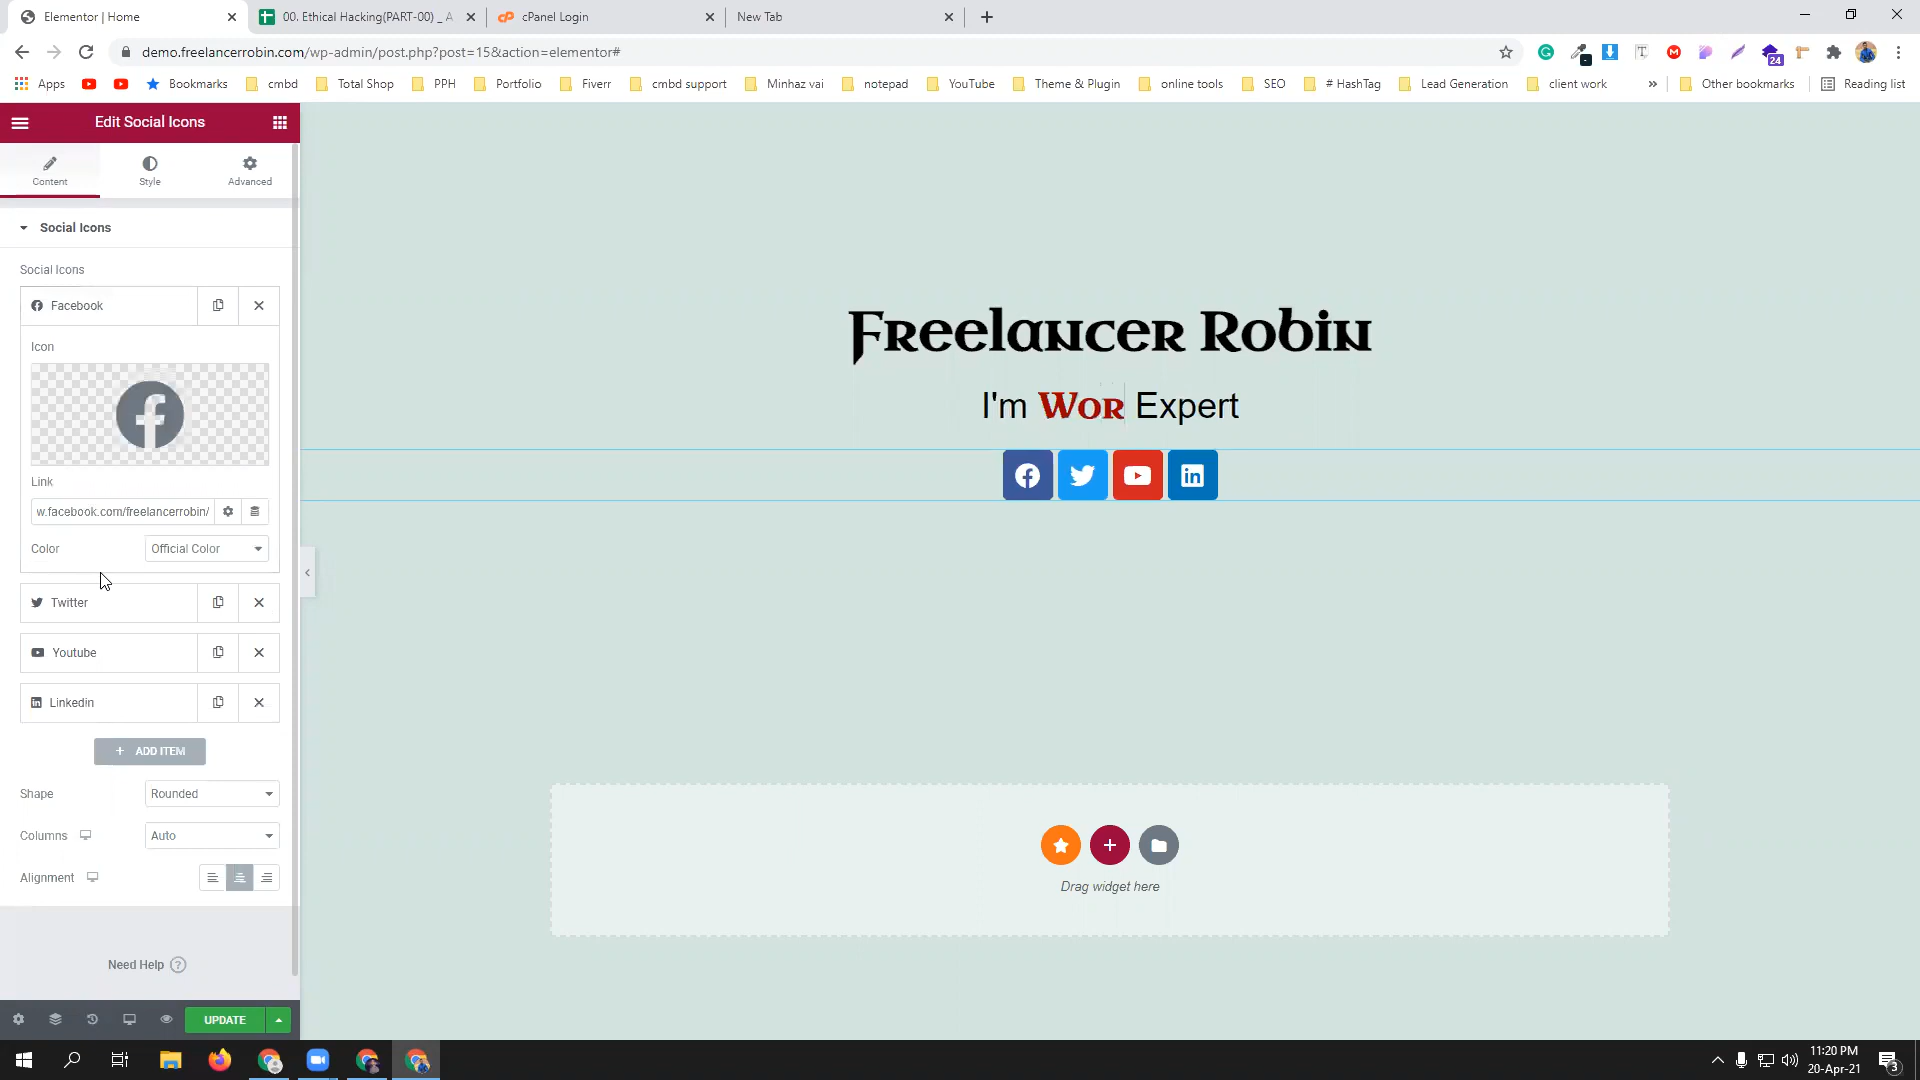 Elementor | Home
00. Ethical Hacking(PART-00) _ A
cPanel Login
New Tab
demo.freelancerrobin.com/wp-admin/post.php?post=15&action=elementor#
24
Apps
Bookmarks
cmbd
Total Shop
PPH
Portfolio
Fiverr
cmbd support
Minhaz vai
notepad
YouTube
Theme & Plugin
online tools
SEO
# HashTag
Lead Generation
client work
»
Other bookmarks
Reading list
Edit Social Icons
Content
Style
Advanced
Social Icons
Social Icons
Facebook
Icon
Link
w.facebook.com/freelancerrobin/
Color
Official Color
Twitter
Youtube
Linkedin
+ ADD ITEM
Shape
Rounded
Columns
Auto
Alignment
Need Help ?
UPDATE
Freelancer Robin
I'm Wor Expert
Drag widget here
11:20 PM
20-Apr-21
3